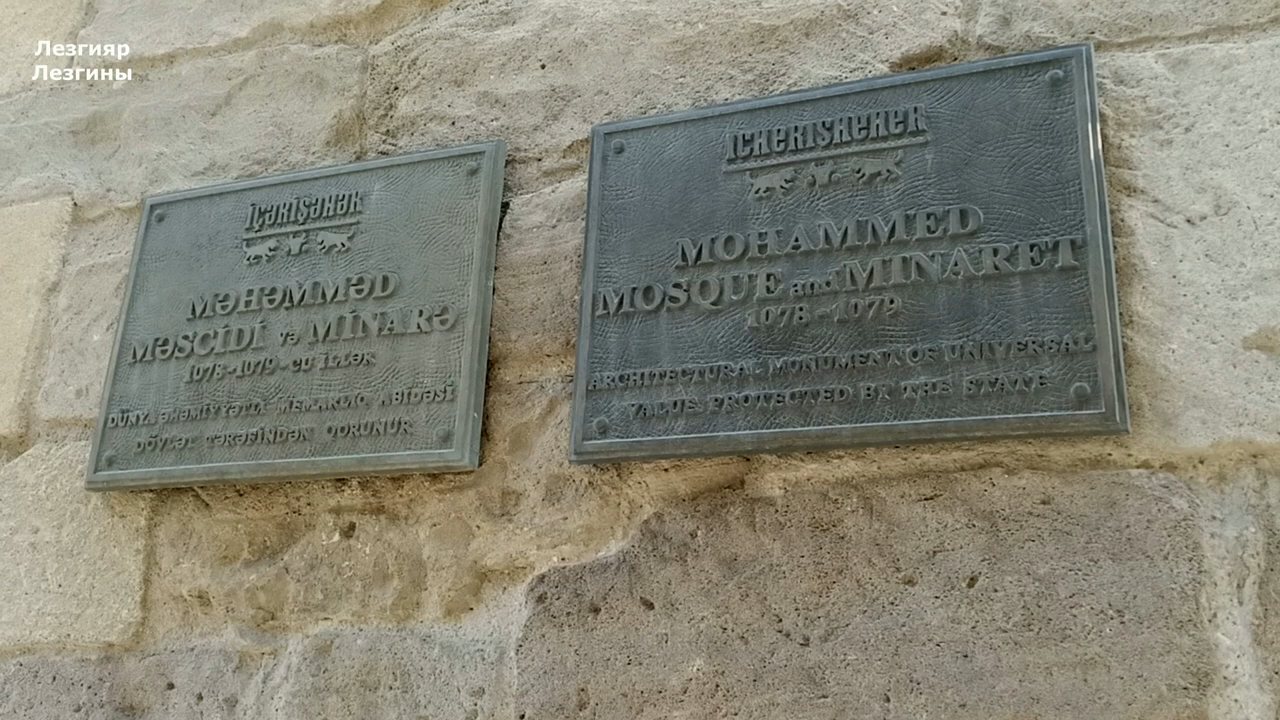 Лезгияр
Лезгины
İÇƏRİŞƏHƏR
MƏHƏMMƏD
MƏSCİDİ və MİNARƏ
1078-1079-CU İLLƏR
DÜNYA ƏHƏMİYYƏTLİ MEMARLIQ ABİDƏSİ
DÖVLƏT TƏRƏFİNDƏN QORUNUR
ICHERISHEHER
MOHAMMED
MOSQUE and MINARET
1078-1079
ARCHITECTURAL MUNUMENT OF UNIVERSAL
VALUE PROTECTED BY THE STATE